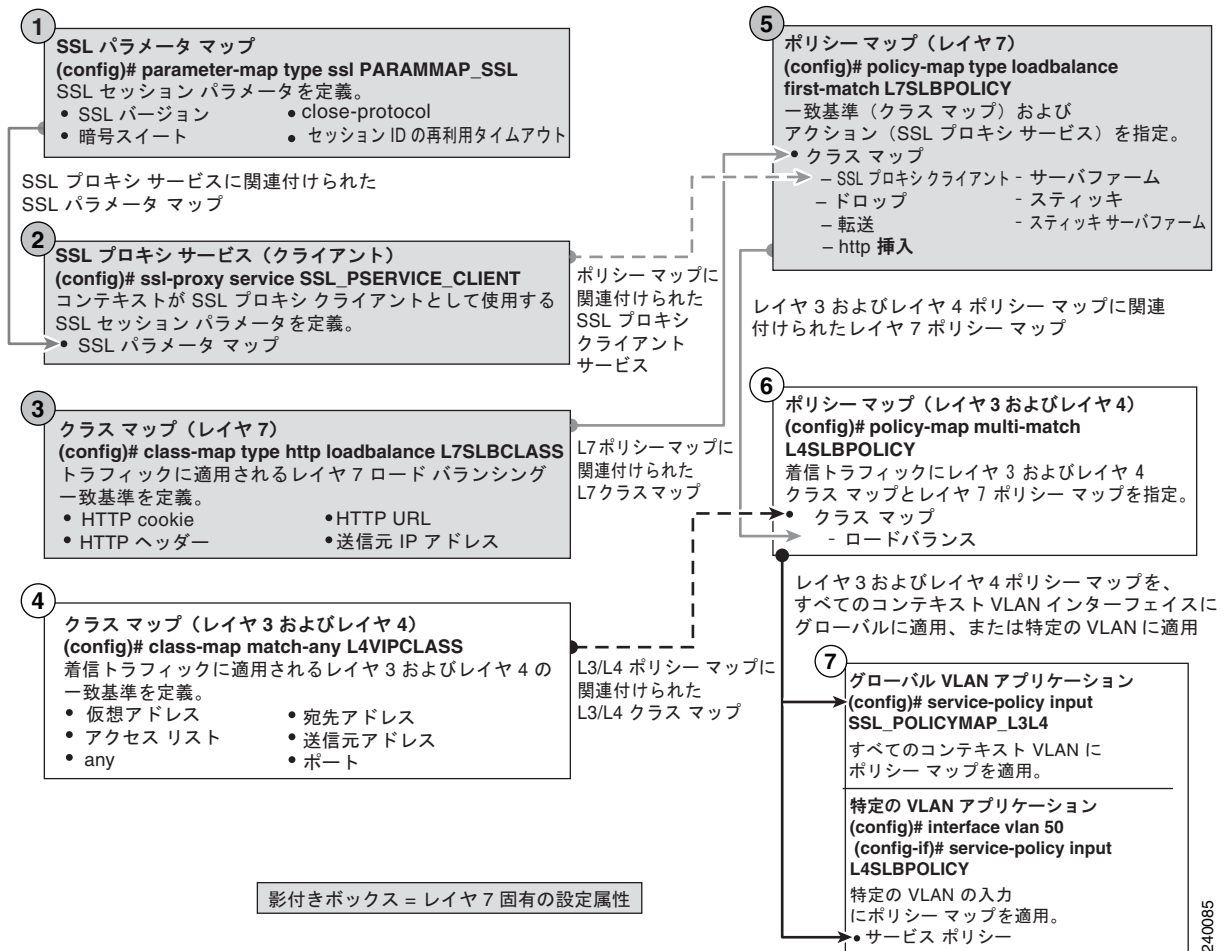 1
SSL パラメータ マップ
(config)# parameter-map type ssl PARAMMAP_SSL
SSL セッション パラメータを定義。
• SSL バージョン
• close-protocol
• 暗号スイート
• セッション ID の再利用タイムアウト
SSL プロキシ サービスに関連付けられた
SSL パラメータ マップ
2
SSL プロキシ サービス（クライアント）
(config)# ssl-proxy service SSL_PSERVICE_CLIENT
コンテキストが SSL プロキシ クライアントとして使用する
SSL セッション パラメータを定義。
• SSL パラメータ マップ
ポリシー マップに
関連付けられた
SSL プロキシ
クライアント
サービス
3
クラス マップ（レイヤ 7）
(config)# class-map type http loadbalance L7SLBCLASS
トラフィックに適用されるレイヤ 7 ロード バランシング
一致基準を定義。
• HTTP cookie
• HTTP URL
• HTTP ヘッダー
• 送信元 IP アドレス
L7 ポリシー マップに
関連付けられた
L7 クラス マップ
4
クラス マップ（レイヤ 3 およびレイヤ 4）
(config)# class-map match-any L4VIPCLASS
着信トラフィックに適用されるレイヤ 3 およびレイヤ 4 の
一致基準を定義。
• 仮想アドレス
• 宛先アドレス
• アクセス リスト
• 送信元アドレス
• any
• ポート
L3/L4 ポリシー マップに
関連付けられた
L3/L4 クラス マップ
5
ポリシー マップ（レイヤ 7）
(config)# policy-map type loadbalance
first-match L7SLBPOLICY
一致基準（クラス マップ）および
アクション（SSL プロキシ サービス）を指定。
• クラス マップ
– SSL プロキシ クライアント - サーバファーム
– ドロップ - スティッキ
– 転送 - スティッキ サーバファーム
– http 挿入
レイヤ 3 およびレイヤ 4 ポリシー マップに関連
付けられたレイヤ 7 ポリシー マップ
6
ポリシー マップ（レイヤ 3 およびレイヤ 4）
(config)# policy-map multi-match
L4SLBPOLICY
着信トラフィックにレイヤ 3 およびレイヤ 4
クラス マップとレイヤ 7 ポリシー マップを指定。
• クラス マップ
- ロードバランス
レイヤ 3 およびレイヤ 4 ポリシー マップを、
すべてのコンテキスト VLAN インターフェイスに
グローバルに適用、または特定の VLAN に適用
7
グローバル VLAN アプリケーション
(config)# service-policy input
SSL_POLICYMAP_L3L4
すべてのコンテキスト VLAN に
ポリシー マップを適用。
特定の VLAN アプリケーション
(config)# interface vlan 50
(config-if)# service-policy input
L4SLBPOLICY
特定の VLAN の入力
にポリシー マップを適用。
• サービス ポリシー
影付きボックス = レイヤ 7 固有の設定属性
240085